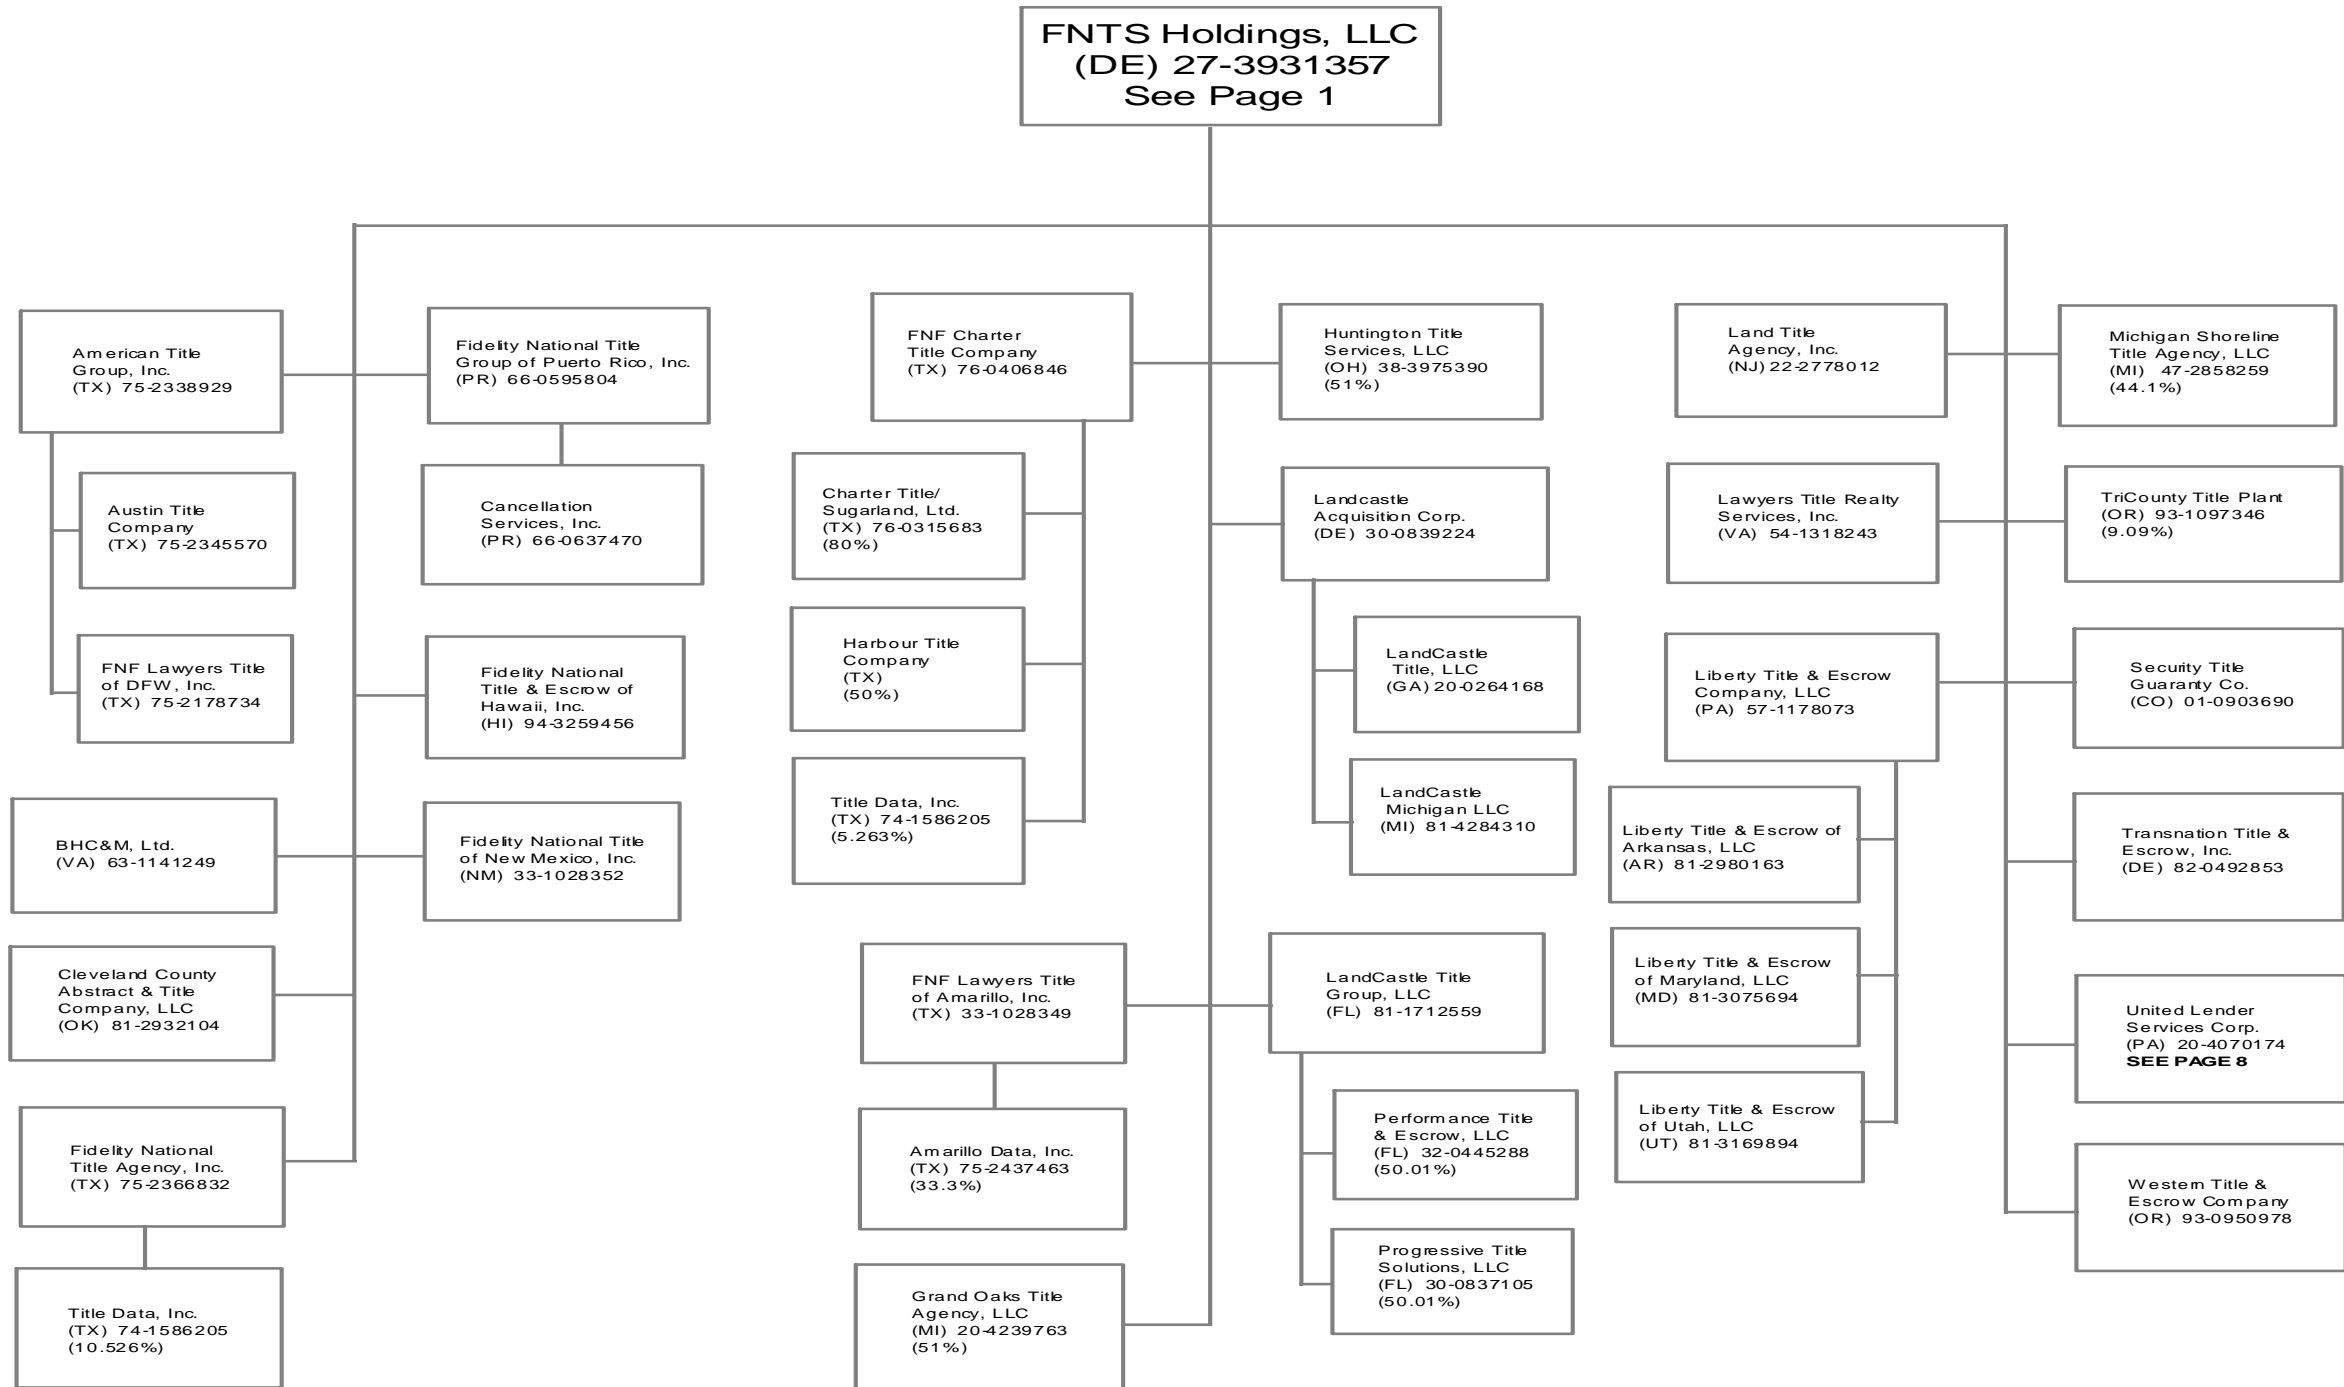 FNTS Holdings, LLC
(DE) 27-3931357
See Page 1
American Title
Group, Inc.
(TX) 75-2338929
Fidelity National Title
Group of Puerto Rico, Inc.
(PR) 66-0595804
Austin Title
Company
(TX) 75-2345570
Cancellation
Services, Inc.
(PR) 66-0637470
FNF Lawyers Title
of DFW, Inc.
(TX) 75-2178734
Fidelity National
Title & Escrow of
Hawaii, Inc.
(HI) 94-3259456
BHC&M, Ltd.
(VA) 63-1141249
Fidelity National Title
of New Mexico, Inc.
(NM) 33-1028352
Cleveland County
Abstract & Title
Company, LLC
(OK) 81-2932104
Fidelity National
Title Agency, Inc.
(TX) 75-2366832
Title Data, Inc.
(TX) 74-1586205
(10.526%)
FNF Charter
Title Company
(TX) 76-0406846
Huntington Title
Services, LLC
(OH) 38-3975390
(51%)
Charter Title/
Sugarland, Ltd.
(TX) 76-0315683
(80%)
Landcastle
Acquisition Corp.
(DE) 30-0839224
Harbour Title
Company
(TX)
(50%)
LandCastle
Title, LLC
(GA) 20-0264168
Title Data, Inc.
(TX) 74-1586205
(5.263%)
LandCastle
Michigan LLC
(MI) 81-4284310
FNF Lawyers Title
of Amarillo, Inc.
(TX) 33-1028349
LandCastle Title
Group, LLC
(FL) 81-1712559
Amarillo Data, Inc.
(TX) 75-2437463
(33.3%)
Performance Title
& Escrow, LLC
(FL) 32-0445288
(50.01%)
Grand Oaks Title
Agency, LLC
(MI) 20-4239763
(51%)
Progressive Title
Solutions, LLC
(FL) 30-0837105
(50.01%)
Land Title
Agency, Inc.
(NJ) 22-2778012
Michigan Shoreline
Title Agency, LLC
(MI) 47-2858259
(44.1%)
Lawyers Title Realty
Services, Inc.
(VA) 54-1318243
TriCounty Title Plant
(OR) 93-1097346
(9.09%)
Liberty Title & Escrow
Company, LLC
(PA) 57-1178073
Security Title
Guaranty Co.
(CO) 01-0903690
Liberty Title & Escrow of
Arkansas, LLC
(AR) 81-2980163
Transnation Title &
Escrow, Inc.
(DE) 82-0492853
Liberty Title & Escrow
of Maryland, LLC
(MD) 81-3075694
United Lender
Services Corp.
(PA) 20-4070174
SEE PAGE 8
Liberty Title & Escrow
of Utah, LLC
(UT) 81-3169894
Western Title &
Escrow Company
(OR) 93-0950978